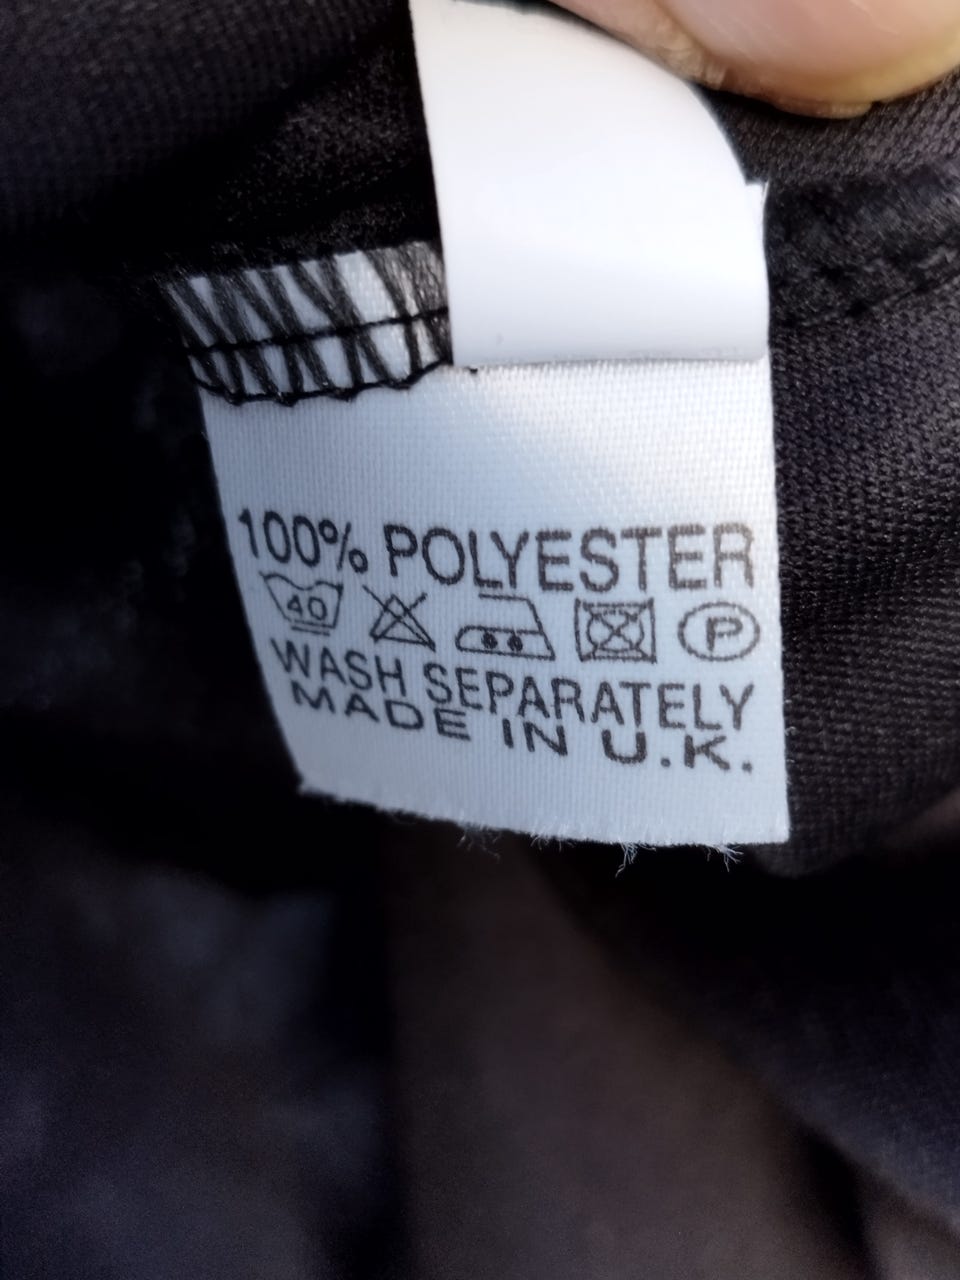 100% POLYESTER
40 P
WASH SEPARATELY
MADE IN U.K.